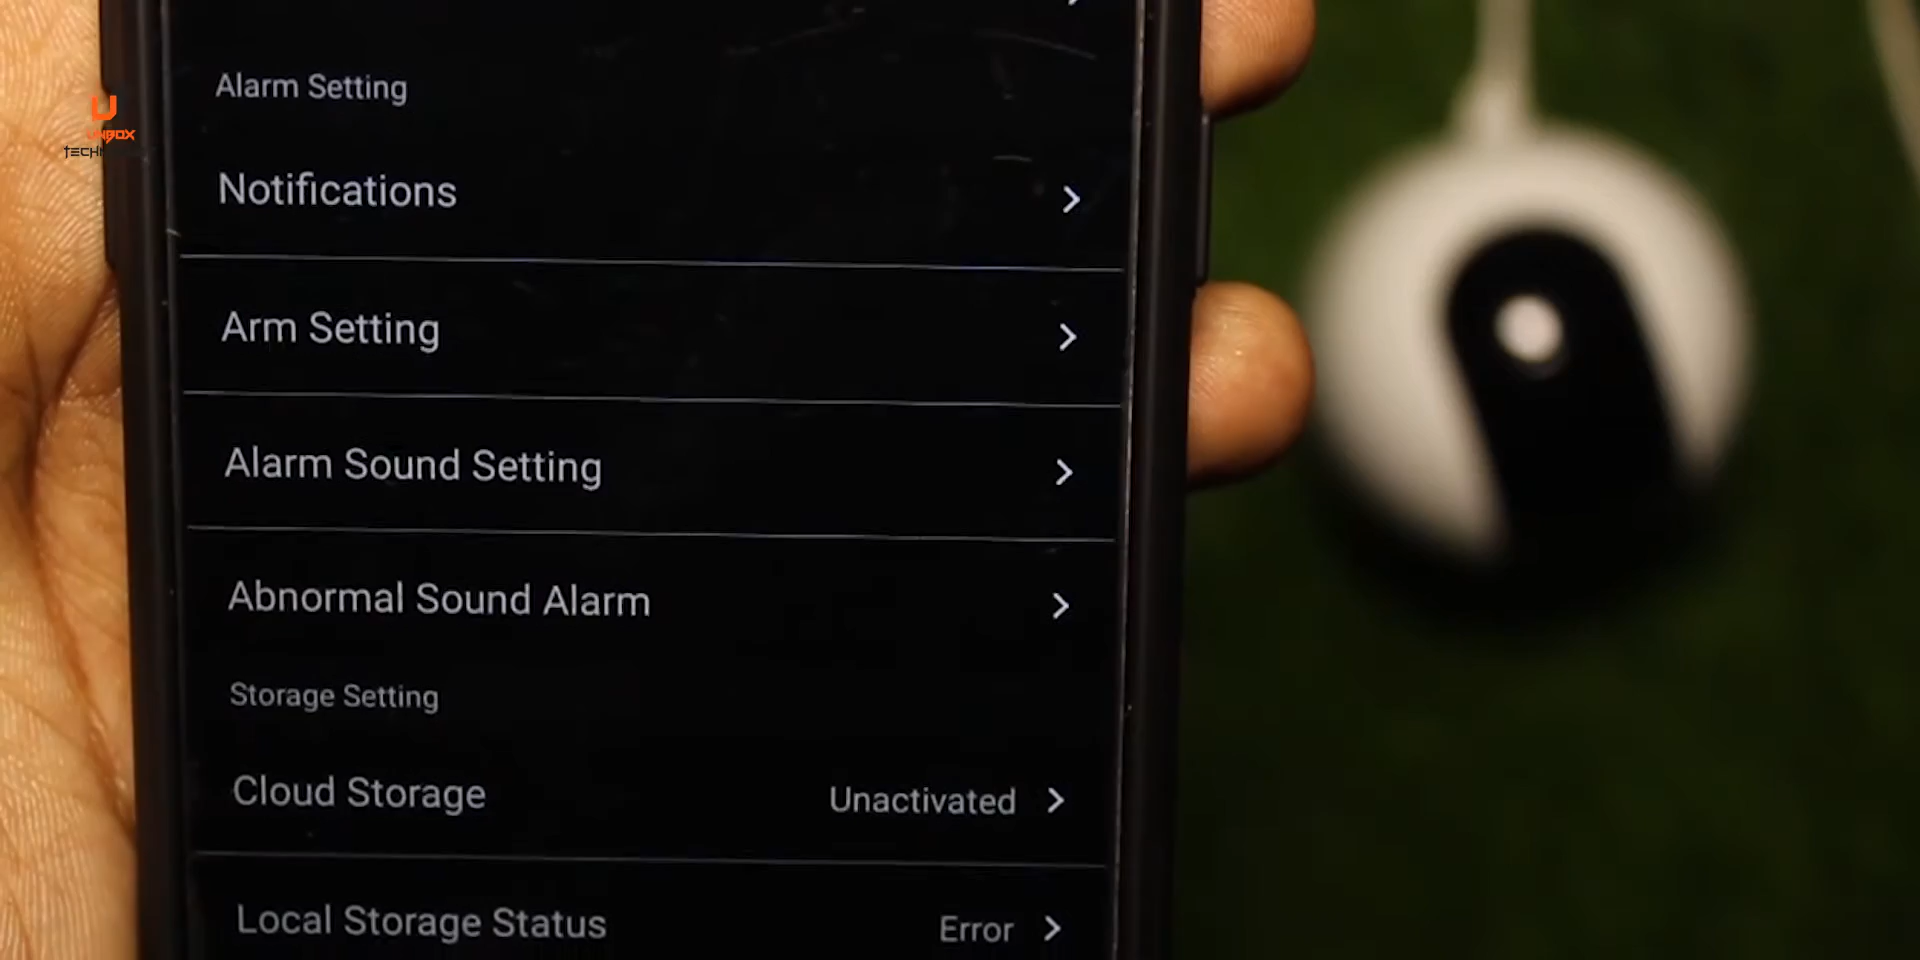 Alarm Setting
U
UNBOX
Notifications
Arm Setting
Alarm Sound Setting
Abnormal Sound Alarm
Storage Setting
Cloud Storage Unactivated
Local Storage Status Error